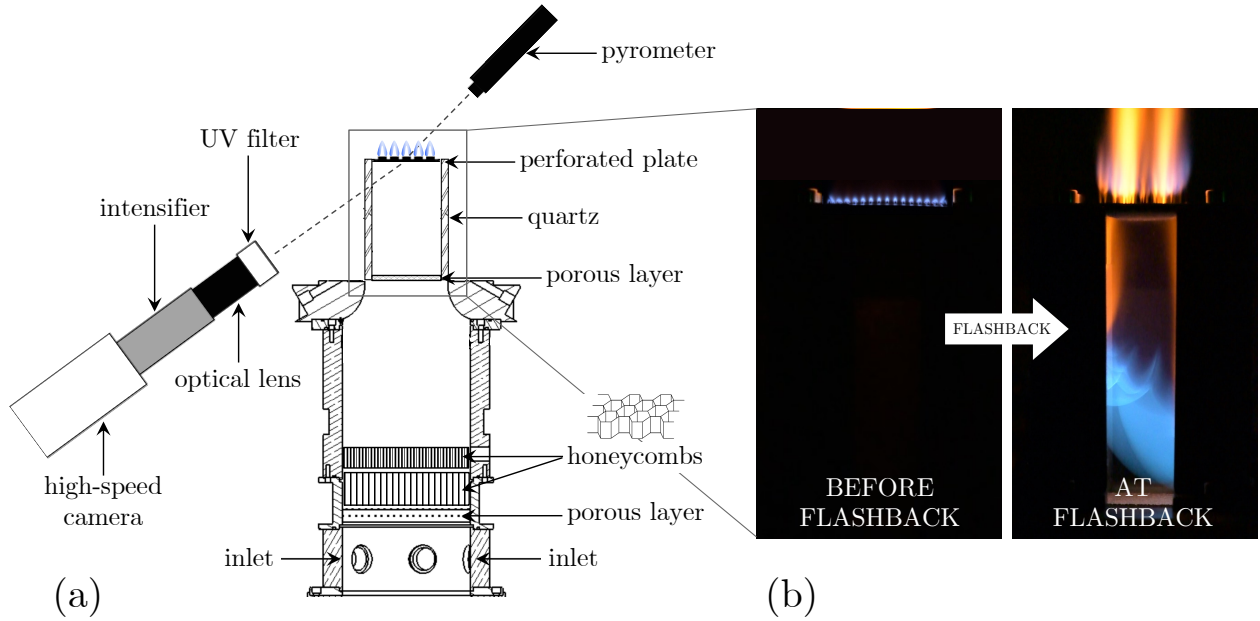 pyrometer
UV filter
perforated plate
intensifier
quartz
porous layer
optical lens
honeycombs
high-speed
camera
porous layer
inlet
inlet
(a)
FLASHBACK
BEFORE
FLASHBACK
AT
FLASHBACK
(b)